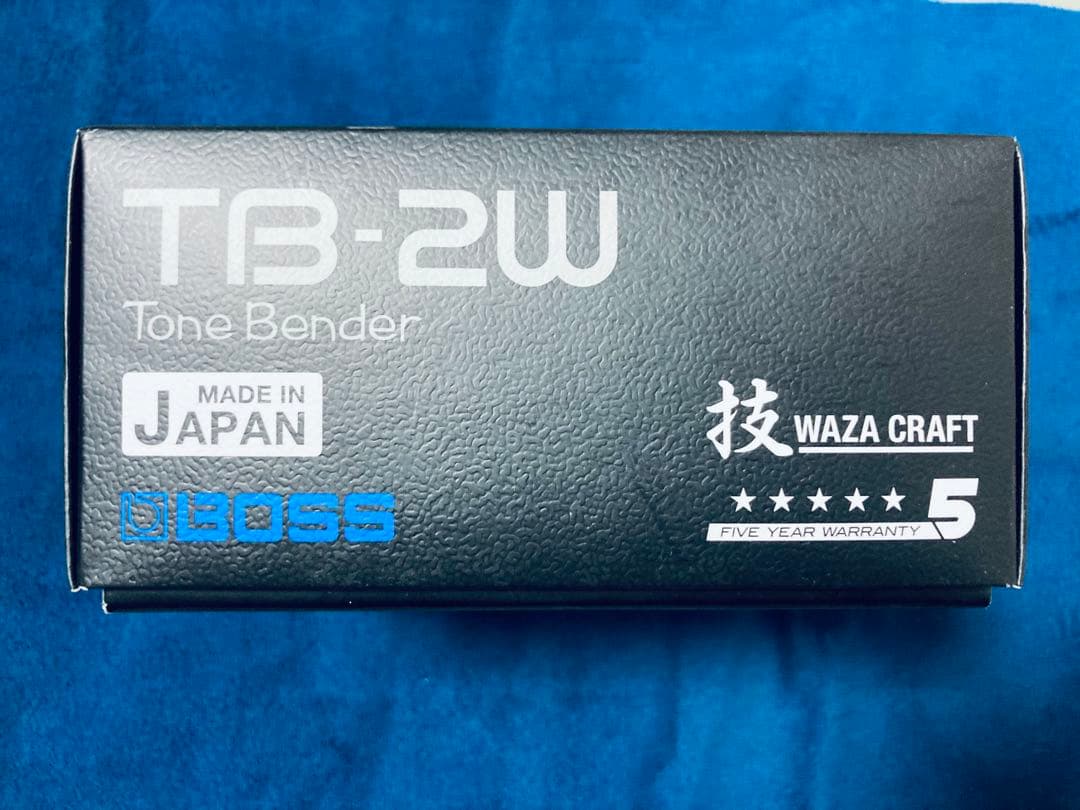 TB-2W
Tone Bender
MADE IN
JAPAN
技 WAZA CRAFT
BOSS
★★★★★ 5
FIVE YEAR WARRANTY